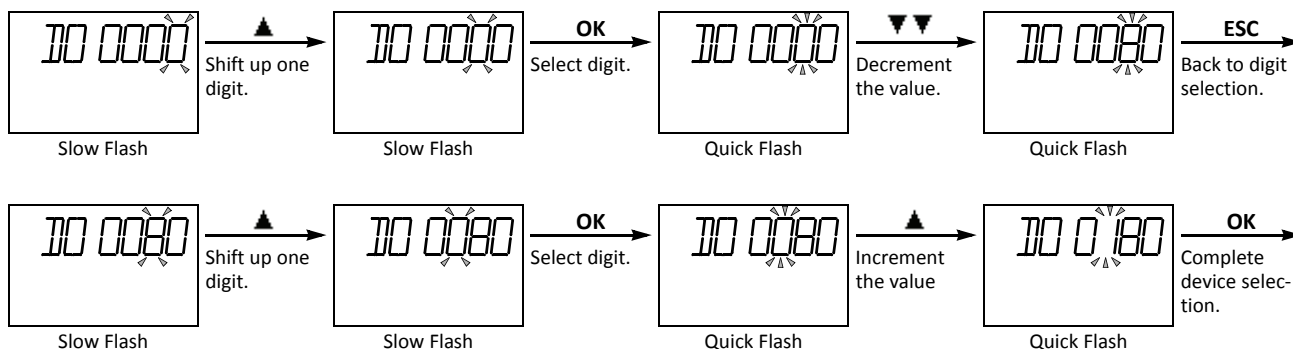 D0 0000
▲
Shift up one
digit.
D0 0000
OK
Select digit.
D0 0000
▼▼
Decrement
the value.
D0 0080
ESC
Back to digit
selection.
Slow Flash
Slow Flash
Quick Flash
Quick Flash
D0 0080
▲
Shift up one
digit.
D0 0080
OK
Select digit.
D0 0080
▲
Increment
the value
D0 0180
OK
Complete
device selec-
tion.
Slow Flash
Slow Flash
Quick Flash
Quick Flash